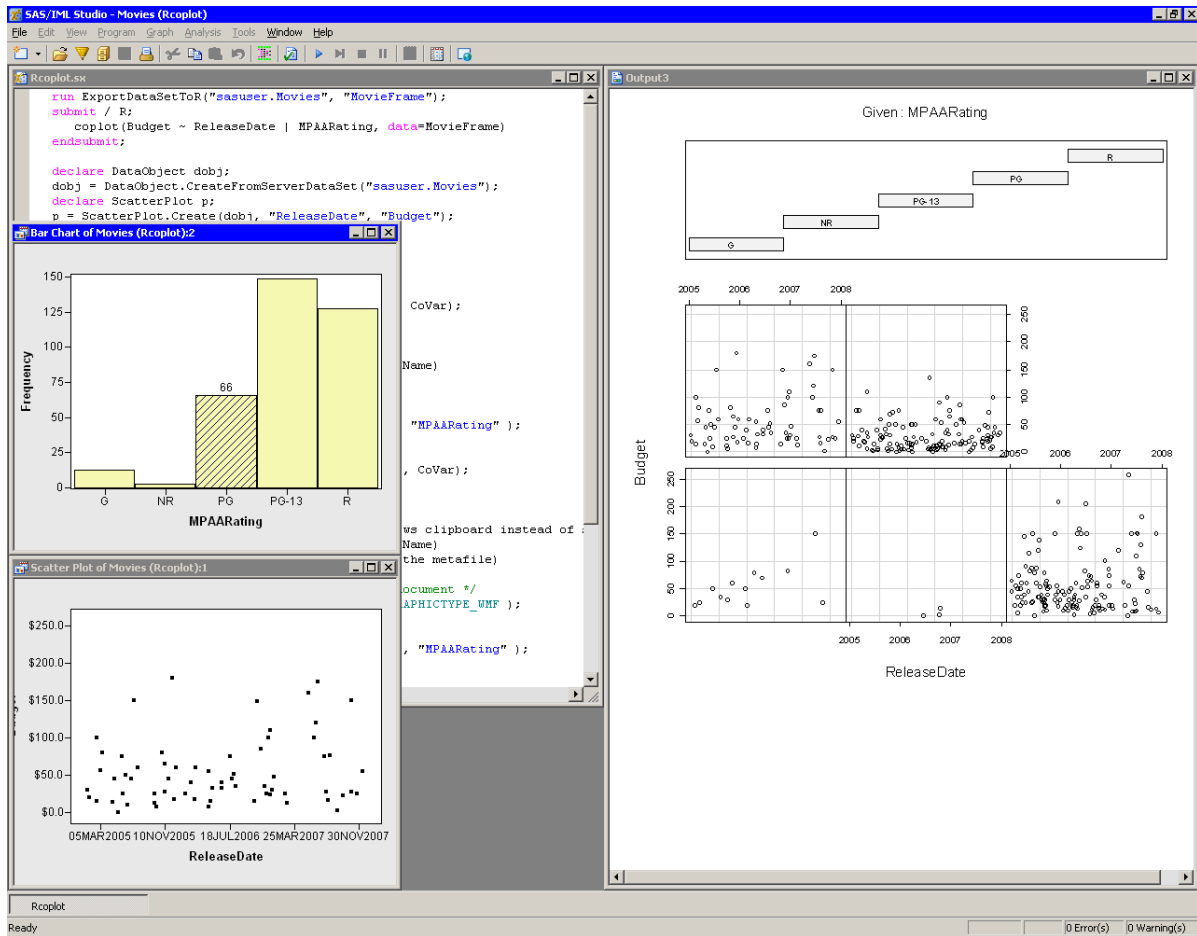 SAS/IML Studio - Movies (Rcoplot)
File Edit View Program Graph Analysis Tools Window Help
Rcoplot.sx
run ExportDataSetToR("sasuser.Movies", "MovieFrame");
submit / R;
coplot(Budget ~ ReleaseDate | MPAARating, data=MovieFrame)
endsubmit;
declare DataObject dobj;
dobj = DataObject.CreateFromServerDataSet("sasuser.Movies");
declare ScatterPlot p;
p = ScatterPlot.Create(dobj, "ReleaseDate", "Budget");
CoVar);
Name)
"MPAARating" );
, CoVar);
ws clipboard instead of
Name)
the metafile)
ocument */
APHICTYPE_WMF );
, "MPAARating" );
Bar Chart of Movies (Rcoplot):2
150
125
100
75
50
25
0
Frequency
66
G NR PG PG-13 R
MPAARating
Scatter Plot of Movies (Rcoplot):1
$250.0
$200.0
$150.0
$100.0
$50.0
$0.0
05MAR2005 10NOV2005 18JUL2006 25MAR2007 30NOV2007
ReleaseDate
Output3
Given : MPAARating
R
PG
PG-13
NR
G
2005 2006 2007 2008
0 50 100 150 200 250
2005 2006 2007 2008
Budget
0 50 100 150 200 250
2005 2006 2007 2008
ReleaseDate
Rcoplot
Ready
0 Error(s) 0 Warning(s)